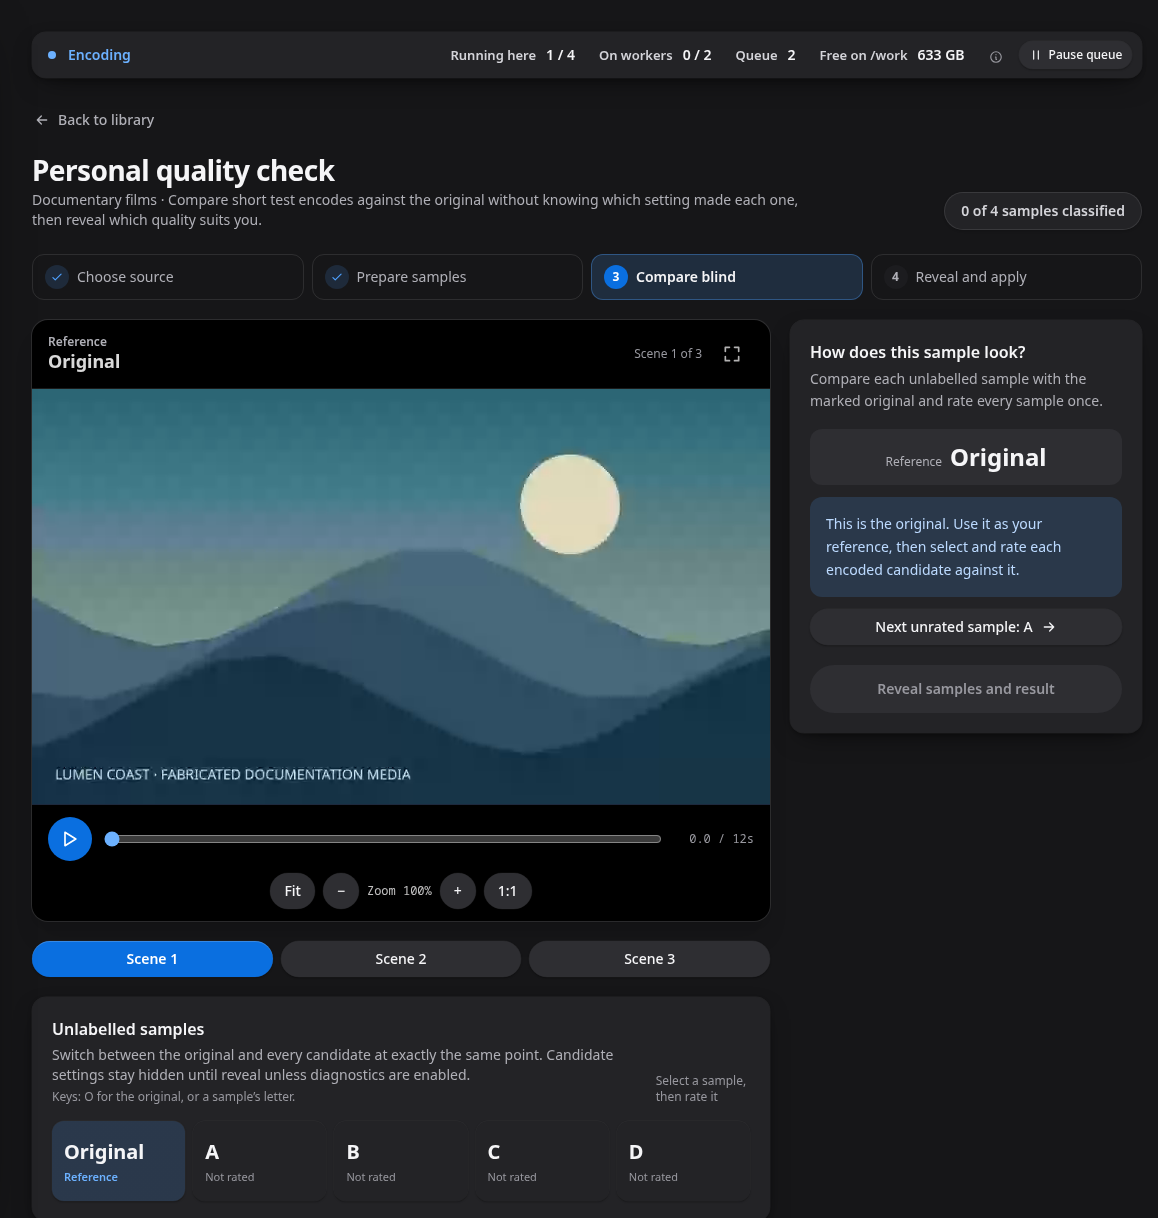 Encoding
Running here 1 / 4 On workers 0 / 2 Queue 2 Free on /work 633 GB Pause queue
Back to library
Personal quality check
Documentary films · Compare short test encodes against the original without knowing which setting made each one,
then reveal which quality suits you.
0 of 4 samples classified
Choose source
Prepare samples
3 Compare blind
4 Reveal and apply
Reference
Original
Scene 1 of 3
LUMEN COAST · FABRICATED DOCUMENTATION MEDIA
0.0 / 12s
Fit − Zoom 100% + 1:1
Scene 1
Scene 2
Scene 3
How does this sample look?
Compare each unlabelled sample with the
marked original and rate every sample once.
Reference Original
This is the original. Use it as your
reference, then select and rate each
encoded candidate against it.
Next unrated sample: A
Reveal samples and result
Unlabelled samples
Switch between the original and every candidate at exactly the same point. Candidate
settings stay hidden until reveal unless diagnostics are enabled.
Keys: O for the original, or a sample’s letter.
Select a sample,
then rate it
Original
Reference
A
Not rated
B
Not rated
C
Not rated
D
Not rated